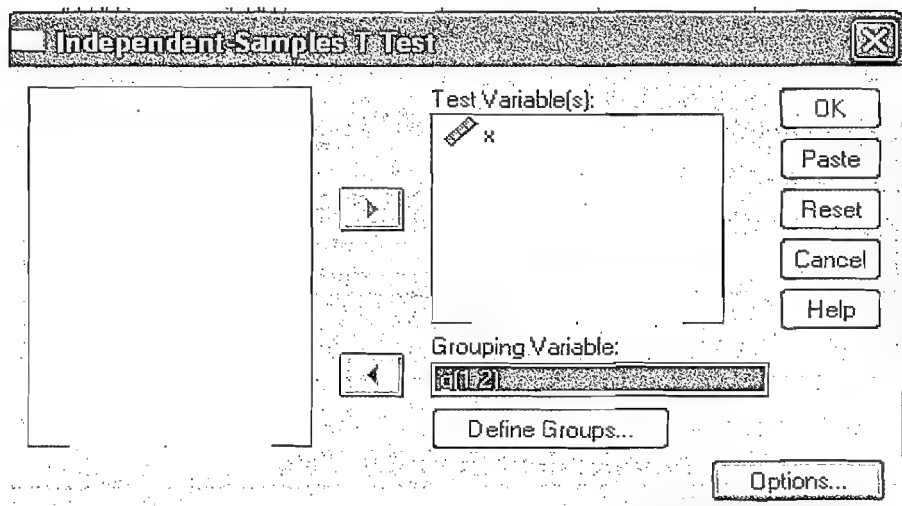 Independent-Samples T Test
Test Variable(s):
x
OK
Paste
Reset
Cancel
Help
Grouping Variable:
Define Groups...
Options...